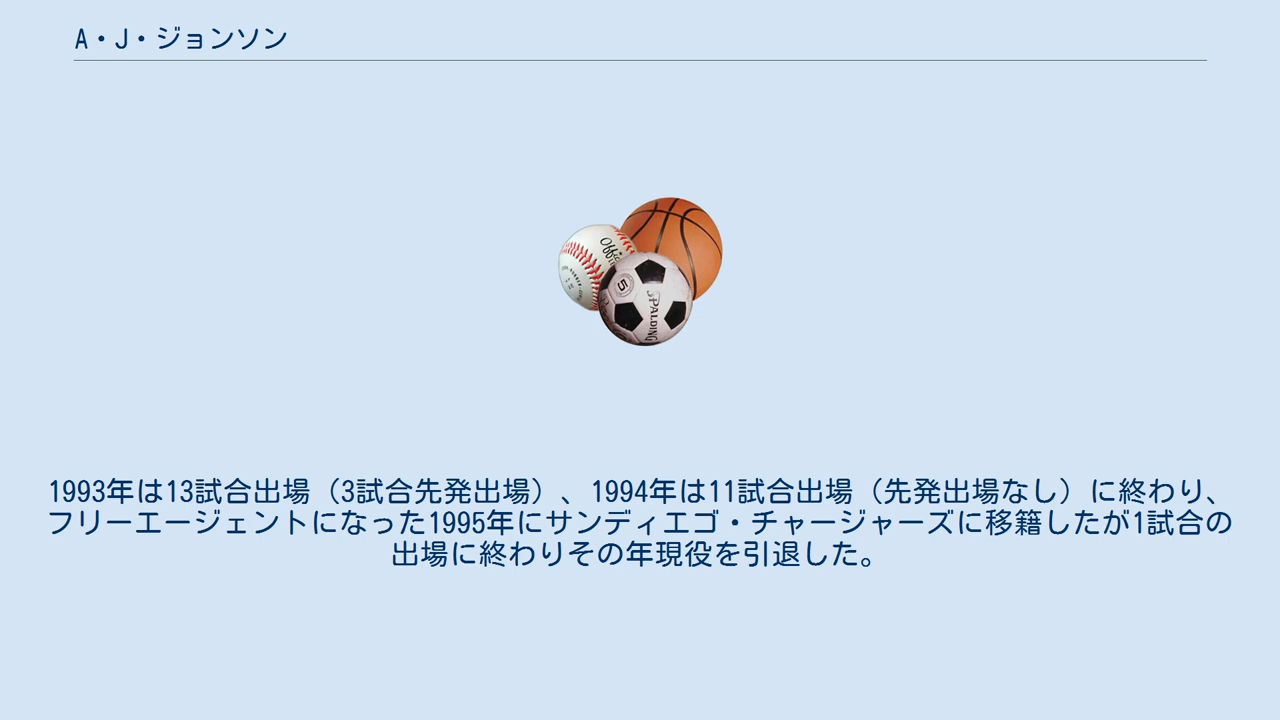 A・J・ジョンソン
Offic
5
SPALDING
1993年は13試合出場（3試合先発出場）、1994年は11試合出場（先発出場なし）に終わり、
フリーエージェントになった1995年にサンディエゴ・チャージャーズに移籍したが1試合の
出場に終わりその年現役を引退した。